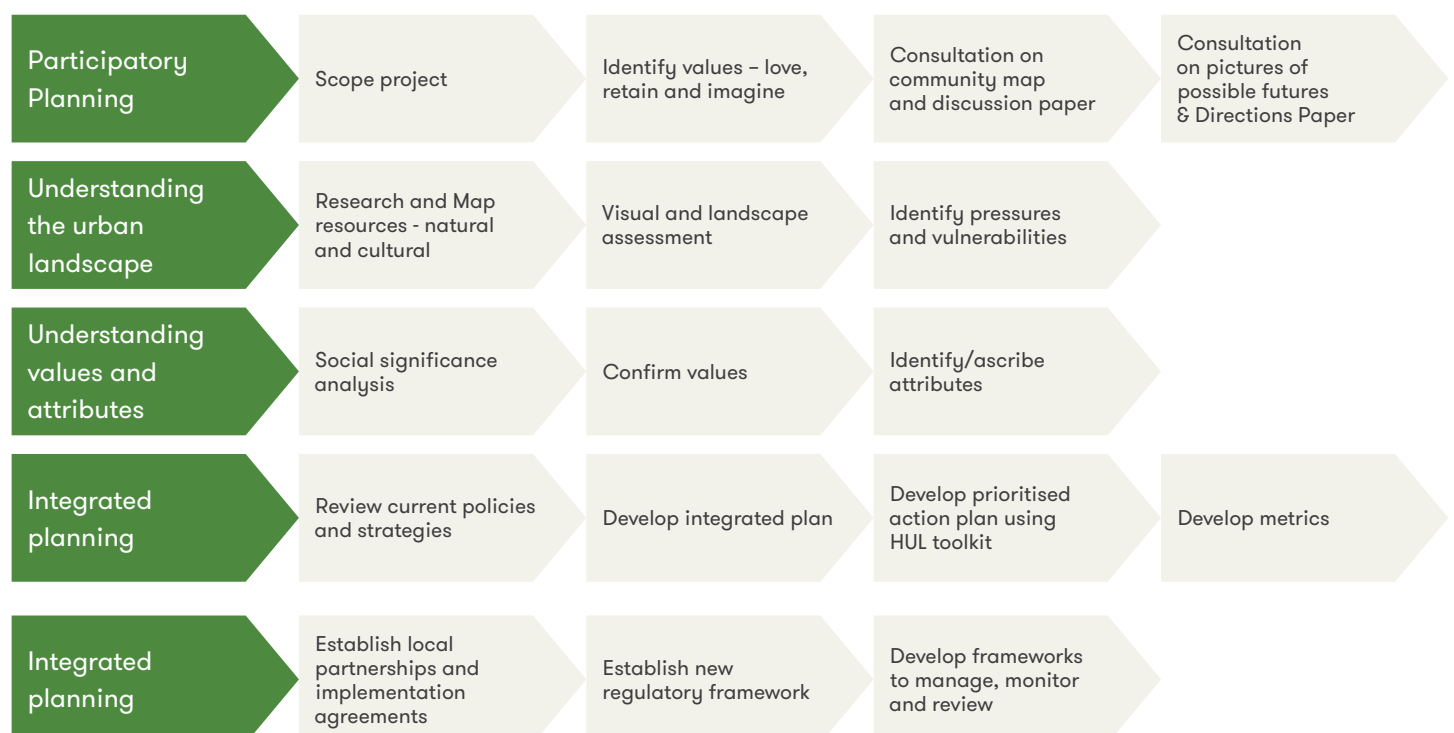 Participatory
Planning
Scope project
Identify values – love,
retain and imagine
Consultation on
community map
and discussion paper
Consultation
on pictures of
possible futures
& Directions Paper
Understanding
the urban
landscape
Research and Map
resources - natural
and cultural
Visual and landscape
assessment
Identify pressures
and vulnerabilities
Understanding
values and
attributes
Social significance
analysis
Confirm values
Identify/ascribe
attributes
Integrated
planning
Review current policies
and strategies
Develop integrated plan
Develop prioritised
action plan using
HUL toolkit
Develop metrics
Integrated
planning
Establish local
partnerships and
implementation
agreements
Establish new
regulatory framework
Develop frameworks
to manage, monitor
and review